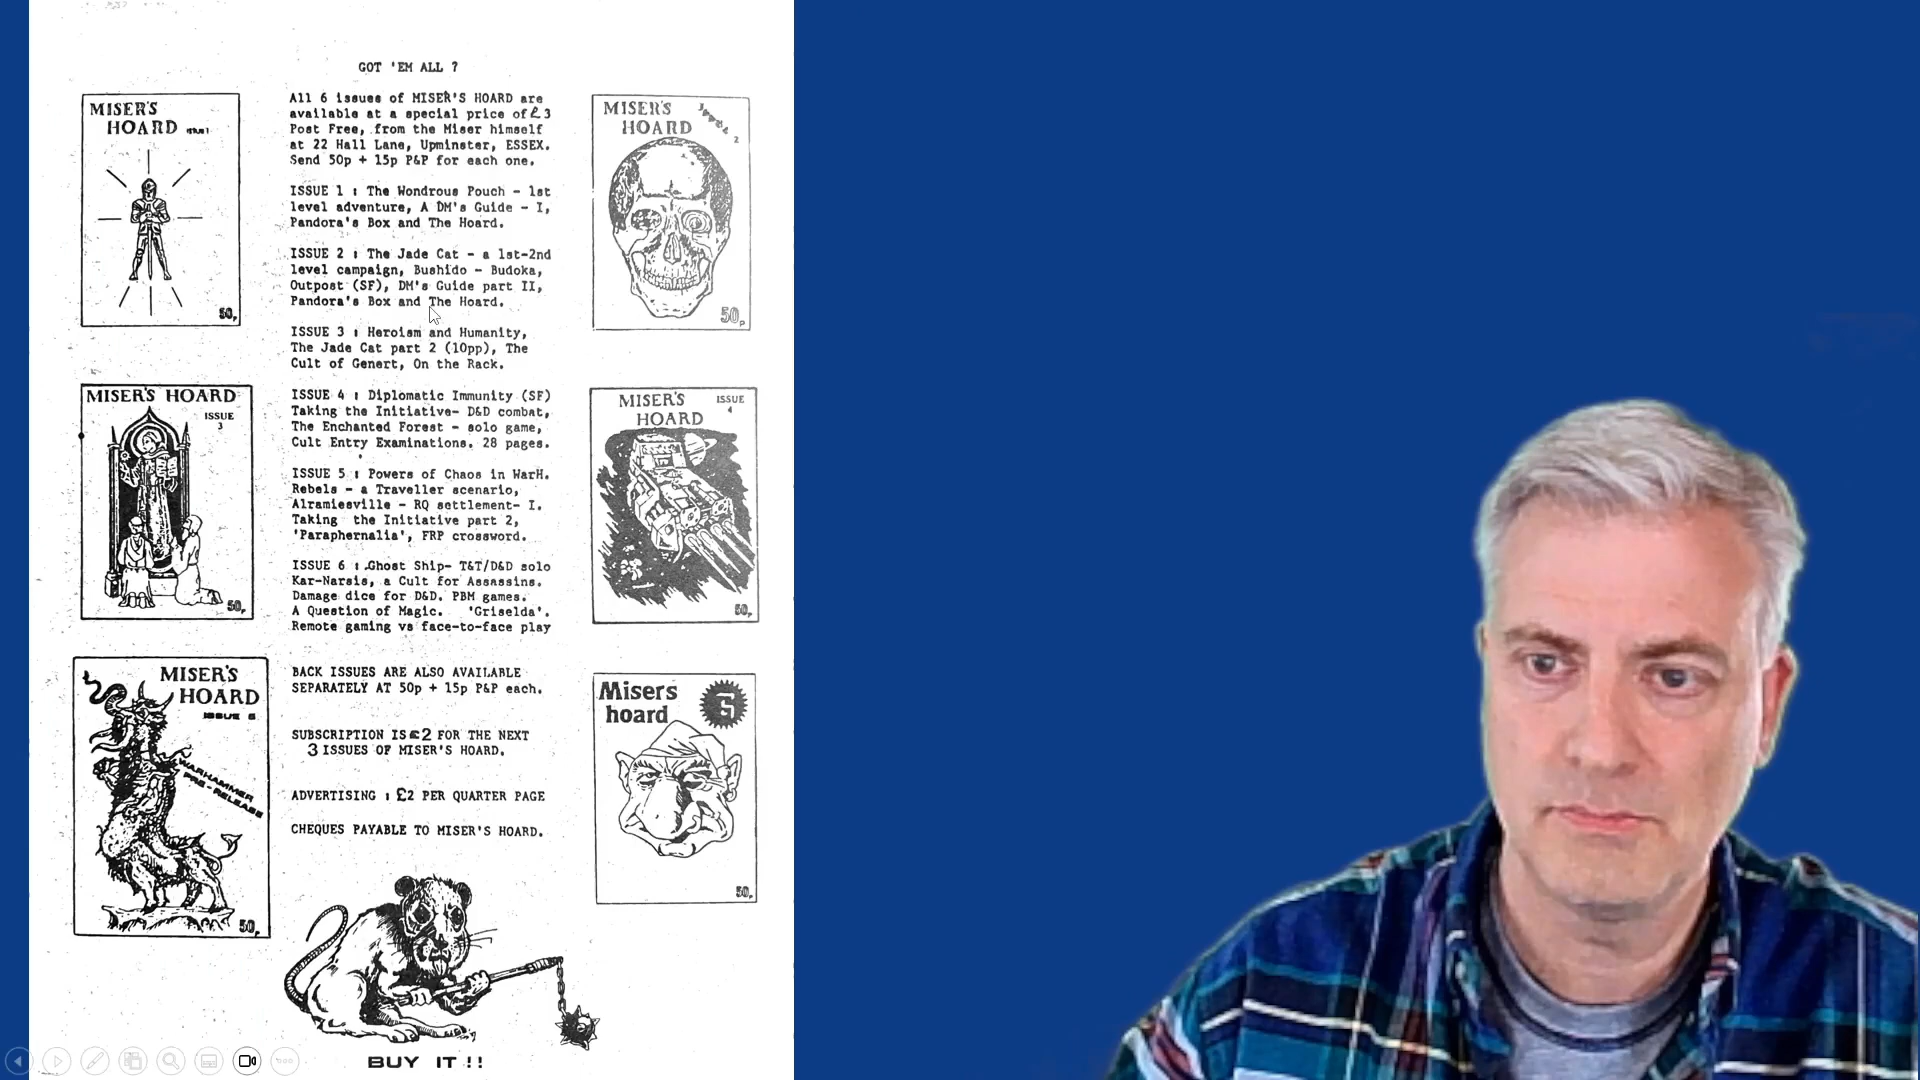 GOT 'EM ALL ?
All 6 issues of MISER'S HOARD are
available at a special price of £3
Post Free, from the Miser himself
at 22 Hall Lane, Upminster, ESSEX.
Send 50p + 15p P&P for each one.
ISSUE 1 : The Wondrous Pouch - 1st
level adventure, A DM's Guide - I,
Pandora's Box and The Hoard.
ISSUE 2 : The Jade Cat - a 1st-2nd
level campaign, Bushido - Budoka,
Outpost (SF), DM's Guide part II,
Pandora's Box and The Hoard.
ISSUE 3 : Heroism and Humanity,
The Jade Cat part 2 (10pp), The
Cult of Genert, On the Rack.
ISSUE 4 : Diplomatic Immunity (SF)
Taking the Initiative- D&D combat,
The Enchanted Forest - solo game,
Cult Entry Examinations. 28 pages.
ISSUE 5 : Powers of Chaos in WarH.
Rebels - a Traveller scenario,
Alramiesville - RQ settlement- I.
Taking the Initiative part 2,
'Paraphernalia', FRP crossword.
ISSUE 6 : Ghost Ship- T&T/D&D solo
Kar-Narsis, a Cult for Assassins.
Damage dice for D&D. PBM games.
A Question of Magic. 'Griselda'.
Remote gaming vs face-to-face play
BACK ISSUES ARE ALSO AVAILABLE
SEPARATELY AT 50p + 15p P&P each.
SUBSCRIPTION IS £2 FOR THE NEXT
3 ISSUES OF MISER'S HOARD.
ADVERTISING : £2 PER QUARTER PAGE
CHEQUES PAYABLE TO MISER'S HOARD.
BUY IT !!
MISER'S
HOARD ISSUE 1
50p
MISER'S
HOARD
ISSUE 2
50p
MISER'S HOARD
ISSUE
3
50p
MISER'S
HOARD
ISSUE
4
50p
MISER'S
HOARD
ISSUE
WARHAMMER
PRE-RELEASE
50p
Misers
hoard
50p